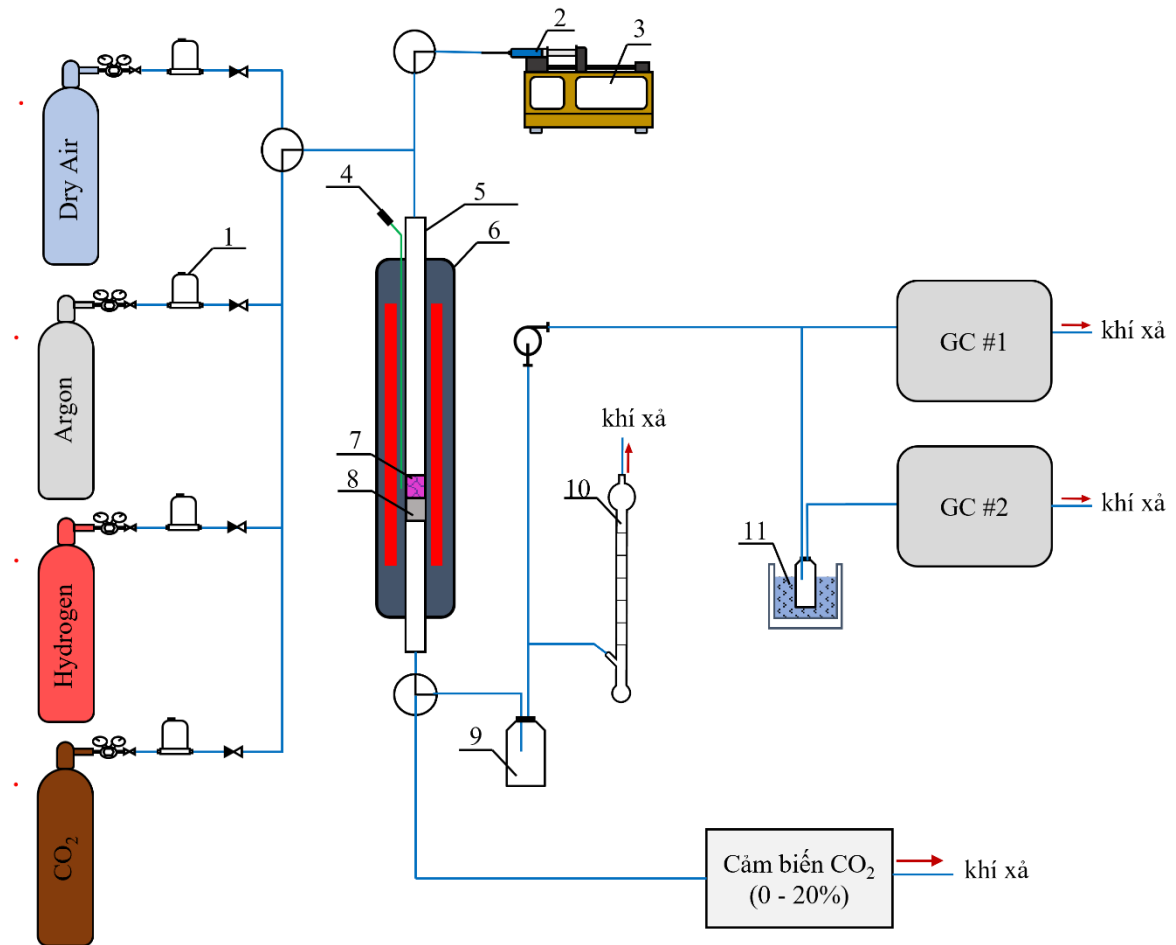 2
3
Dry Air
4
5
6
1
Argon
GC #1
khí xả
khí xả
7
8
10
GC #2
khí xả
11
Hydrogen
9
CO₂
Cảm biến CO₂
(0 - 20%)
khí xả